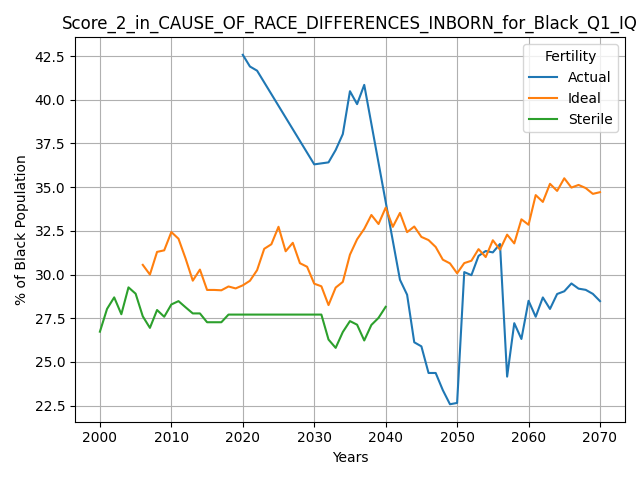 Score_2_in_CAUSE_OF_RACE_DIFFERENCES_INBORN_for_Black_Q1_IQ
Fertility
Actual
Ideal
Sterile
% of Black Population
42.5
40.0
37.5
35.0
32.5
30.0
27.5
25.0
22.5
2000 2010 2020 2030 2040 2050 2060 2070
Years